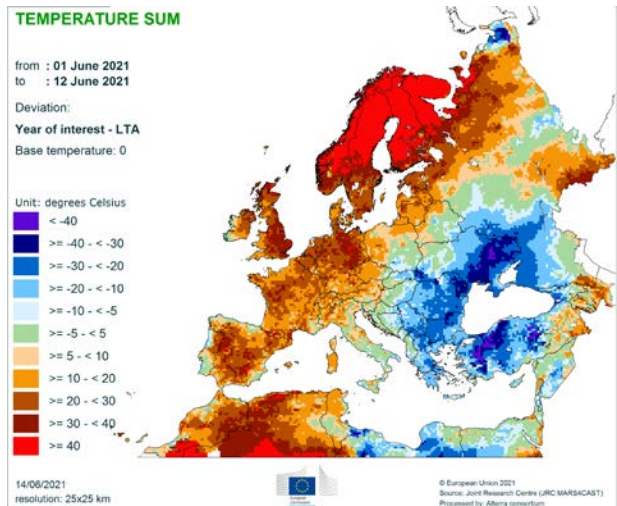 TEMPERATURE SUM
from : 01 June 2021
to : 12 June 2021
Deviation:
Year of interest - LTA
Base temperature: 0
Unit: degrees Celsius
< -40
>= -40 - < -30
>= -30 - < -20
>= -20 - < -10
>= -10 - < -5
>= -5 - < 5
>= 5 - < 10
>= 10 - < 20
>= 20 - < 30
>= 30 - < 40
>= 40
14/06/2021
resolution: 25x25 km
European
Commission
© European Union 2021
Source: Joint Research Centre (JRC MARS4CAST)
Processed by: Alterra consortium